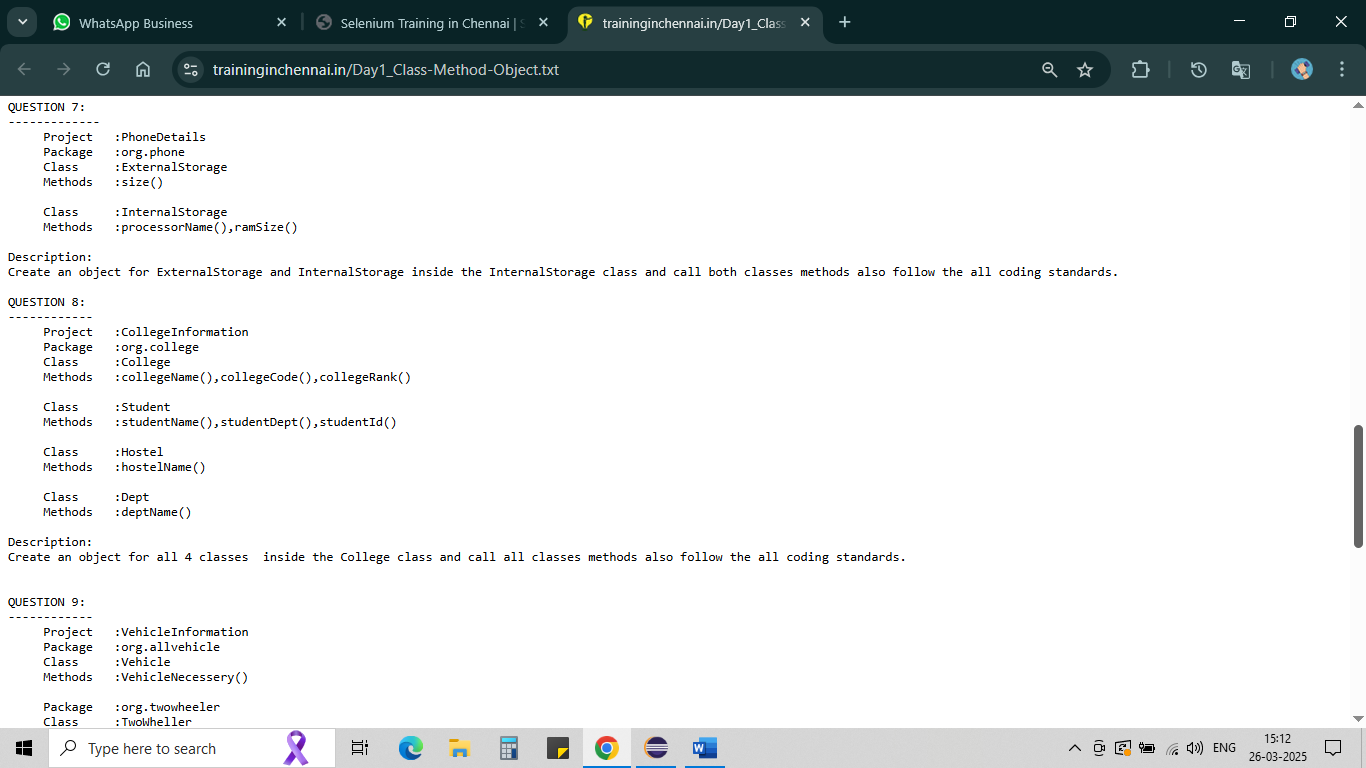 WhatsApp Business
Selenium Training in Chennai | S
traininginchennai.in/Day1_Class
traininginchennai.in/Day1_Class-Method-Object.txt
QUESTION 7:
-------------
Project :PhoneDetails
Package :org.phone
Class :ExternalStorage
Methods :size()
Class :InternalStorage
Methods :processorName(),ramSize()
Description:
Create an object for ExternalStorage and InternalStorage inside the InternalStorage class and call both classes methods also follow the all coding standards.
QUESTION 8:
------------
Project :CollegeInformation
Package :org.college
Class :College
Methods :collegeName(),collegeCode(),collegeRank()
Class :Student
Methods :studentName(),studentDept(),studentId()
Class :Hostel
Methods :hostelName()
Class :Dept
Methods :deptName()
Description:
Create an object for all 4 classes  inside the College class and call all classes methods also follow the all coding standards.
QUESTION 9:
------------
Project :VehicleInformation
Package :org.allvehicle
Class :Vehicle
Methods :VehicleNecessery()
Package :org.twowheeler
Class :TwoWheller
Type here to search
ENG
15:12
26-03-2025